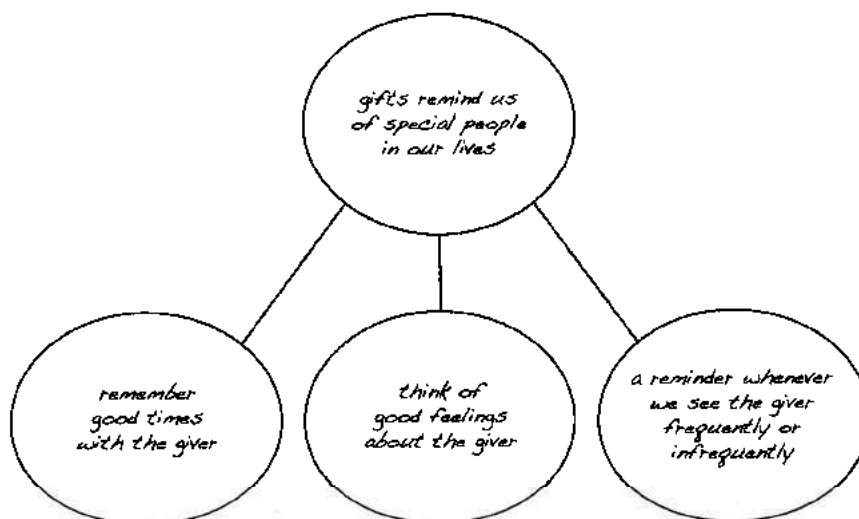 gifts remind us
of special people
in our lives
remember
good times
with the giver
think of
good feelings
about the giver
a reminder whenever
we see the giver
frequently or
infrequently